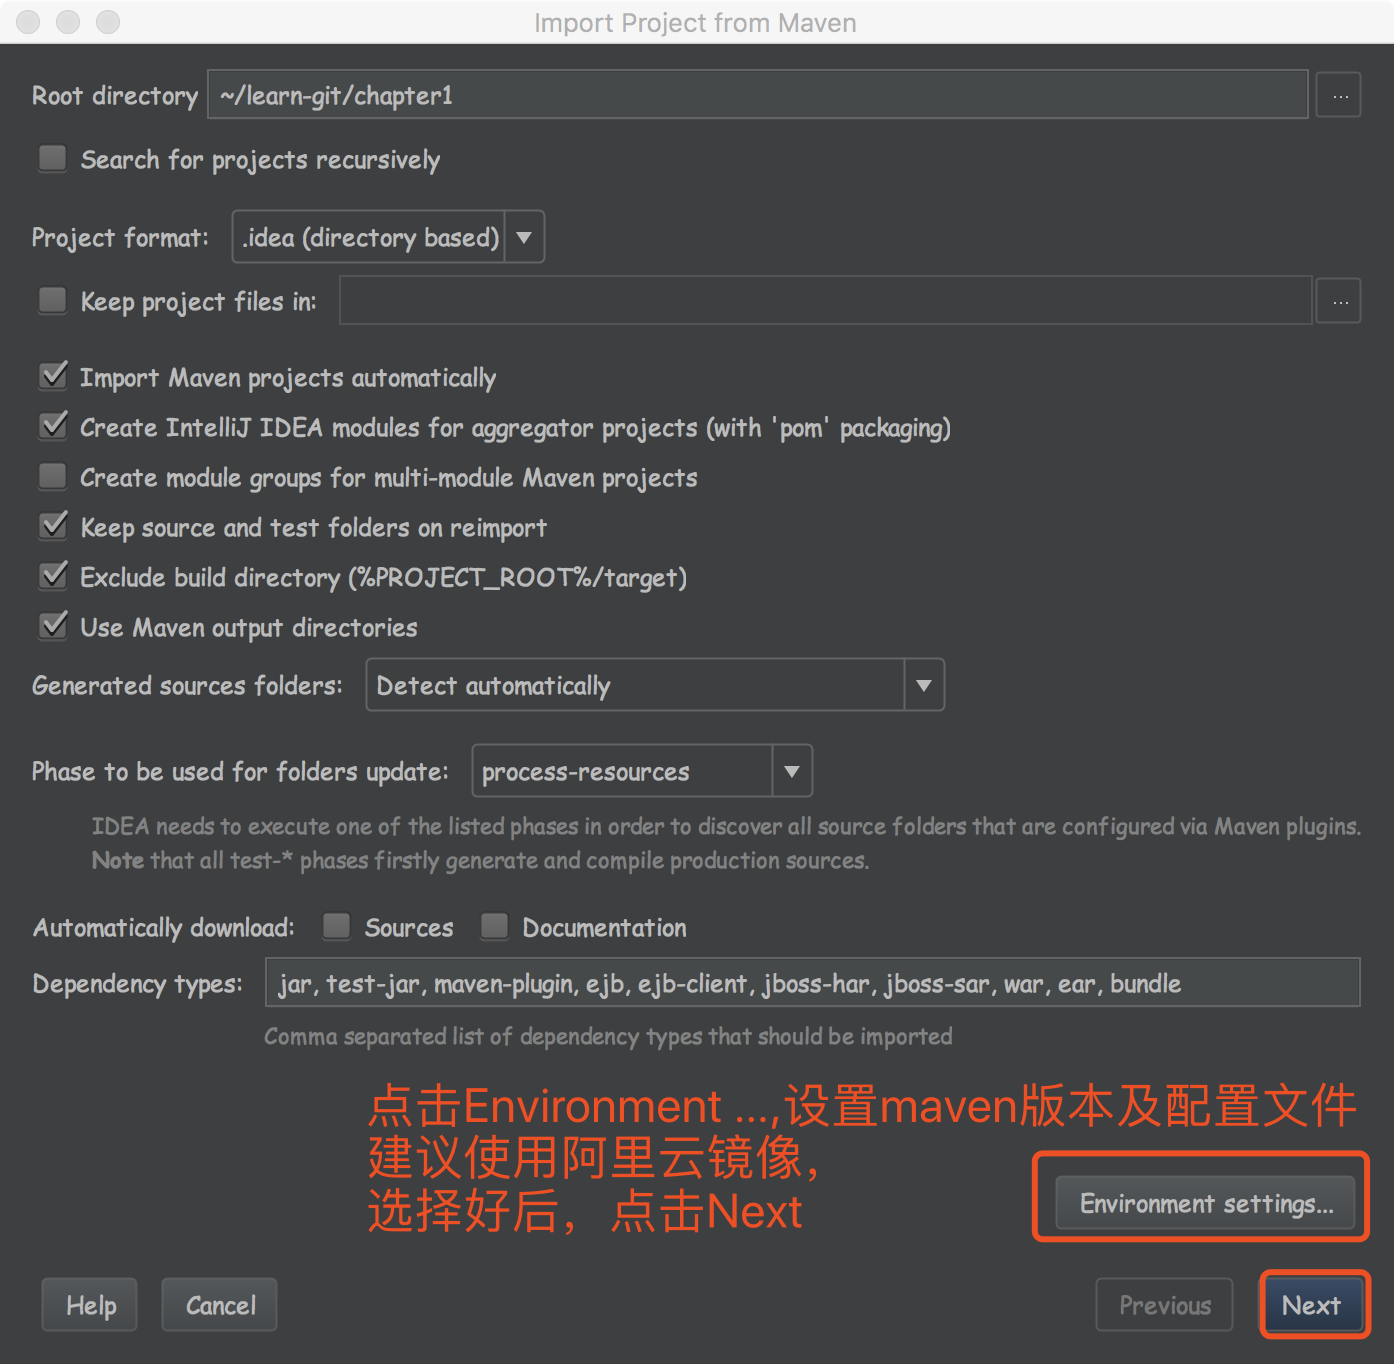 Import Project from Maven
Root directory ~/learn-git/chapter1 ...
Search for projects recursively
Project format: .idea (directory based)
Keep project files in: ...
Import Maven projects automatically
Create IntelliJ IDEA modules for aggregator projects (with 'pom' packaging)
Create module groups for multi-module Maven projects
Keep source and test folders on reimport
Exclude build directory (%PROJECT_ROOT%/target)
Use Maven output directories
Generated sources folders: Detect automatically
Phase to be used for folders update: process-resources
IDEA needs to execute one of the listed phases in order to discover all source folders that are configured via Maven plugins.
Note that all test-* phases firstly generate and compile production sources.
Automatically download: Sources Documentation
Dependency types: jar, test-jar, maven-plugin, ejb, ejb-client, jboss-har, jboss-sar, war, ear, bundle
Comma separated list of dependency types that should be imported
点击Environment ...,设置maven版本及配置文件
建议使用阿里云镜像,
选择好后，点击Next
Environment settings...
Help Cancel Previous Next